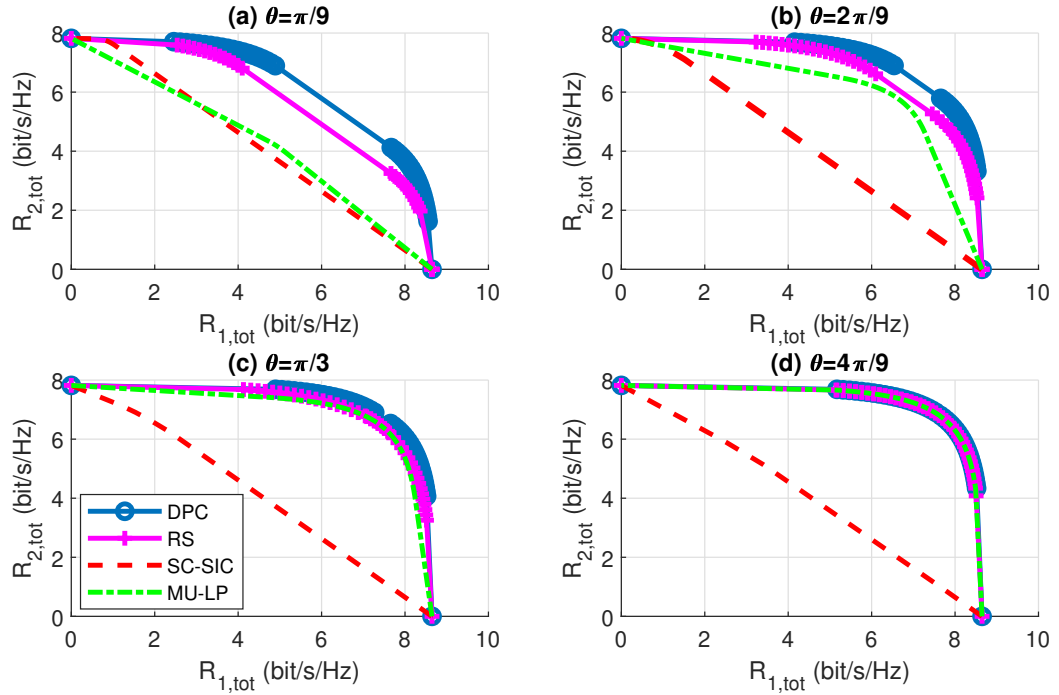 (a) θ=π/9
8
6
4
2
0
R2,tot (bit/s/Hz)
0 2 4 6 8 10
R1,tot (bit/s/Hz)
(b) θ=2π/9
8
6
4
2
0
R2,tot (bit/s/Hz)
0 2 4 6 8 10
R1,tot (bit/s/Hz)
(c) θ=π/3
8
6
4
2
0
R2,tot (bit/s/Hz)
DPC
RS
SC-SIC
MU-LP
0 2 4 6 8 10
R1,tot (bit/s/Hz)
(d) θ=4π/9
8
6
4
2
0
R2,tot (bit/s/Hz)
0 2 4 6 8 10
R1,tot (bit/s/Hz)